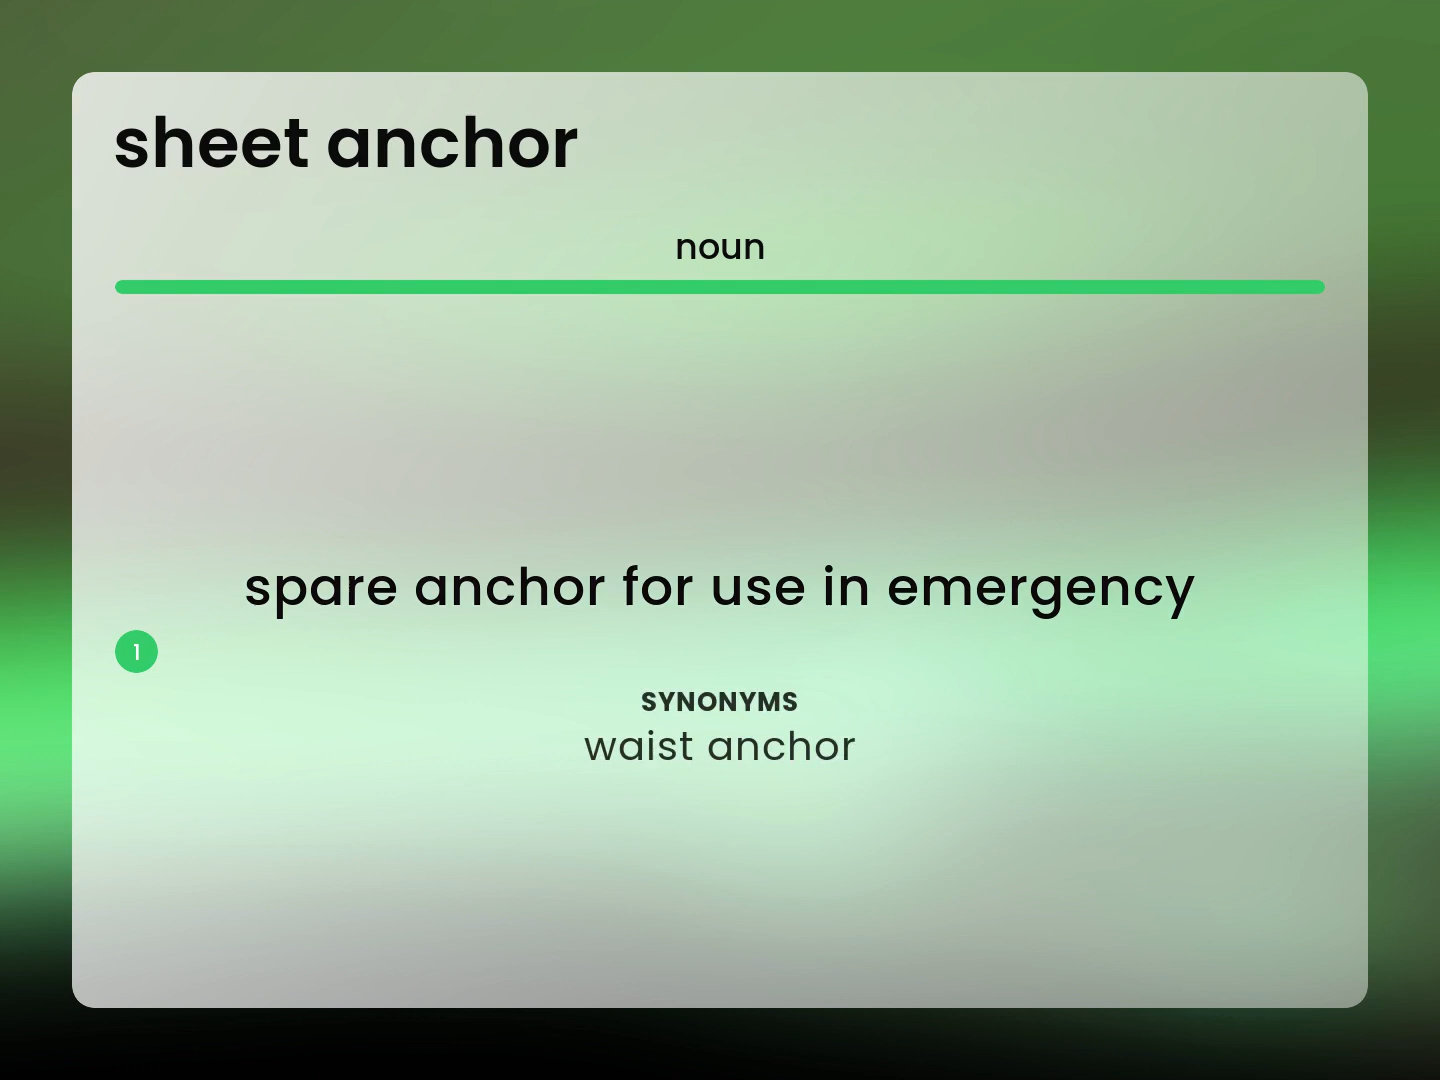 sheet anchor
noun
spare anchor for use in emergency
1
SYNONYMS
waist anchor